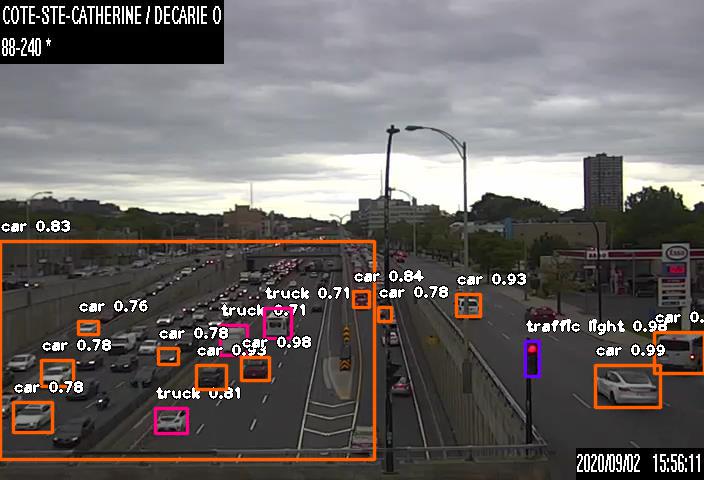 COTE-STE-CATHERINE / DECARIE O
88-240 *
car 0.83
car 0.84
truck 0.71
car 0.93
car 0.78
car 0.76
truck 0.71
car 0.78
car 0.98
traffic light 0.98
car 0.
car 0.78
car 0.93
car 0.99
car 0.78
truck 0.81
Esso
2020/09/02 15:56:11